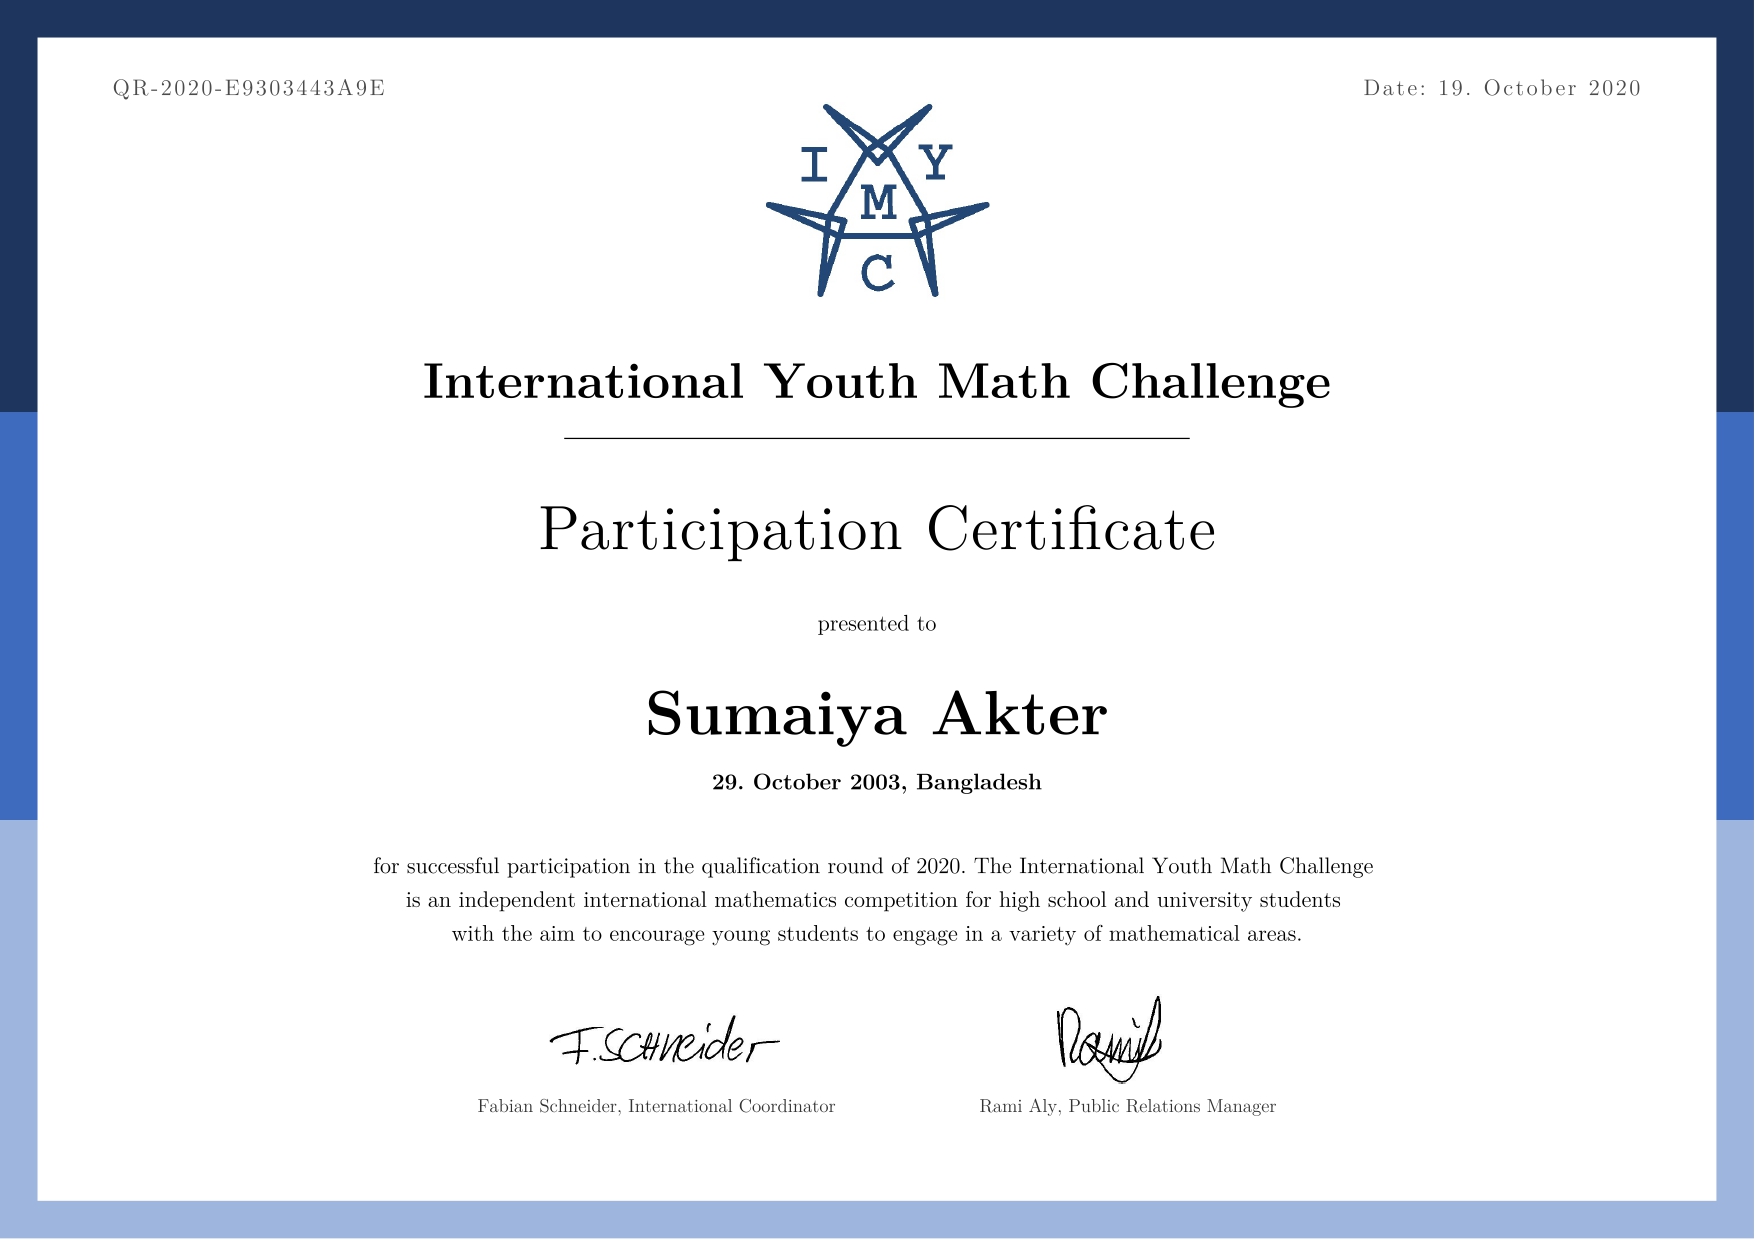 QR-2020-E9303443A9E
Date: 19. October 2020
I Y
M
C
International Youth Math Challenge
Participation Certificate
presented to
Sumaiya Akter
29. October 2003, Bangladesh
for successful participation in the qualification round of 2020. The International Youth Math Challenge
is an independent international mathematics competition for high school and university students
with the aim to encourage young students to engage in a variety of mathematical areas.
F. SCHNeider
Rami
Fabian Schneider, International Coordinator
Rami Aly, Public Relations Manager